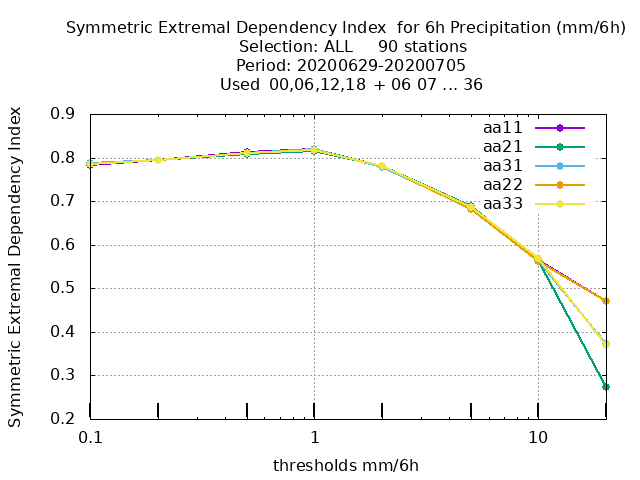 Symmetric Extremal Dependency Index  for 6h Precipitation (mm/6h)
Selection: ALL     90 stations
Period: 20200629-20200705
Used  00,06,12,18  + 06 07 ... 36
Symmetric Extremal Dependency Index
0.9
0.8
0.7
0.6
0.5
0.4
0.3
0.2
aa11
aa21
aa31
aa22
aa33
0.1
1
10
thresholds mm/6h